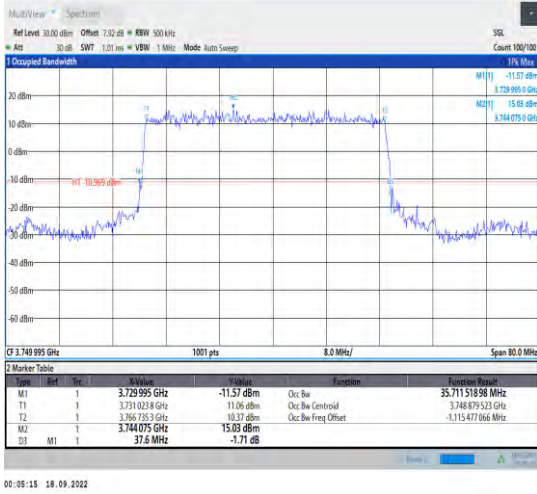 MultiView Spectrum
Ref Level 30.00 dBm Offset 7.92 dB RBW 500 kHz SGL
Att 30 dB SWT 1.01 ms VBW 1 MHz Mode Auto Sweep Count 100/100
1 Occupied Bandwidth 1Pk Max
M1[1] -11.57 dBm
3.729 995 0 GHz
M2[1] 15.03 dBm
3.744 075 0 GHz
20 dBm
10 dBm
0 dBm
-10 dBm
H1 -10.969 dBm
-20 dBm
-30 dBm
-40 dBm
-50 dBm
-60 dBm
CF 3.749 995 GHz 1001 pts 8.0 MHz/ Span 80.0 MHz
2 Marker Table
Type Ref Trc X-Value Y-Value Function Function Result
M1 1 3.729 995 GHz -11.57 dBm Occ Bw 35.711 518 98 MHz
T1 1 3.731 023 8 GHz 11.06 dBm Occ Bw Centroid 3.748 879 523 GHz
T2 1 3.766 735 3 GHz 10.37 dBm Occ Bw Freq Offset -1.115 477 066 MHz
M2 1 3.744 075 GHz 15.03 dBm
D3 M1 1 37.6 MHz -1.71 dB
00:05:15 18.09.2022